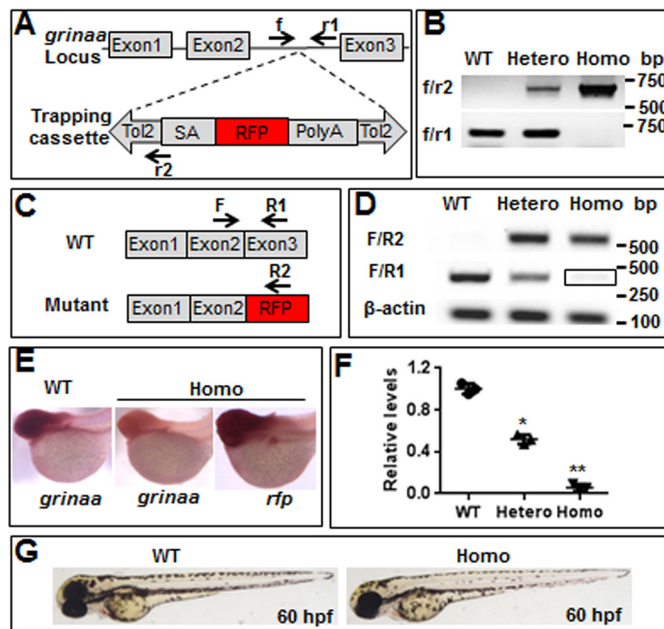 A
f
r1
grinaa
Locus
Exon1
Exon2
Exon3
Trapping
cassette
Tol2
SA
RFP
PolyA
Tol2
r2
B
WT Hetero Homo bp
f/r2
750
500
f/r1
750
C
F
R1
WT
Exon1
Exon2
Exon3
R2
Mutant
Exon1
Exon2
RFP
D
WT Hetero Homo bp
F/R2
500
F/R1
500
250
β-actin
100
E
WT
Homo
grinaa
grinaa
rfp
F
Relative levels
1.2
0.8
0.4
0.0
*
**
WT Hetero Homo
G
WT
Homo
60 hpf
60 hpf